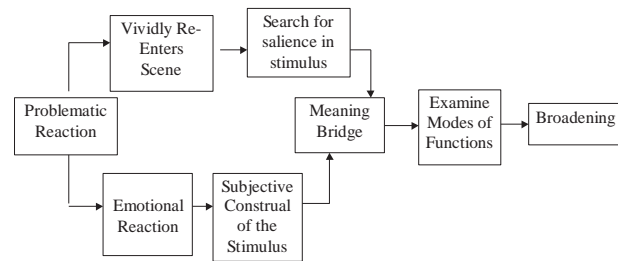 Vividly Re-
Enters
Scene
Search for
salience in
stimulus
Problematic
Reaction
Meaning
Bridge
Examine
Modes of
Functions
Broadening
Emotional
Reaction
Subjective
Construal
of the
Stimulus